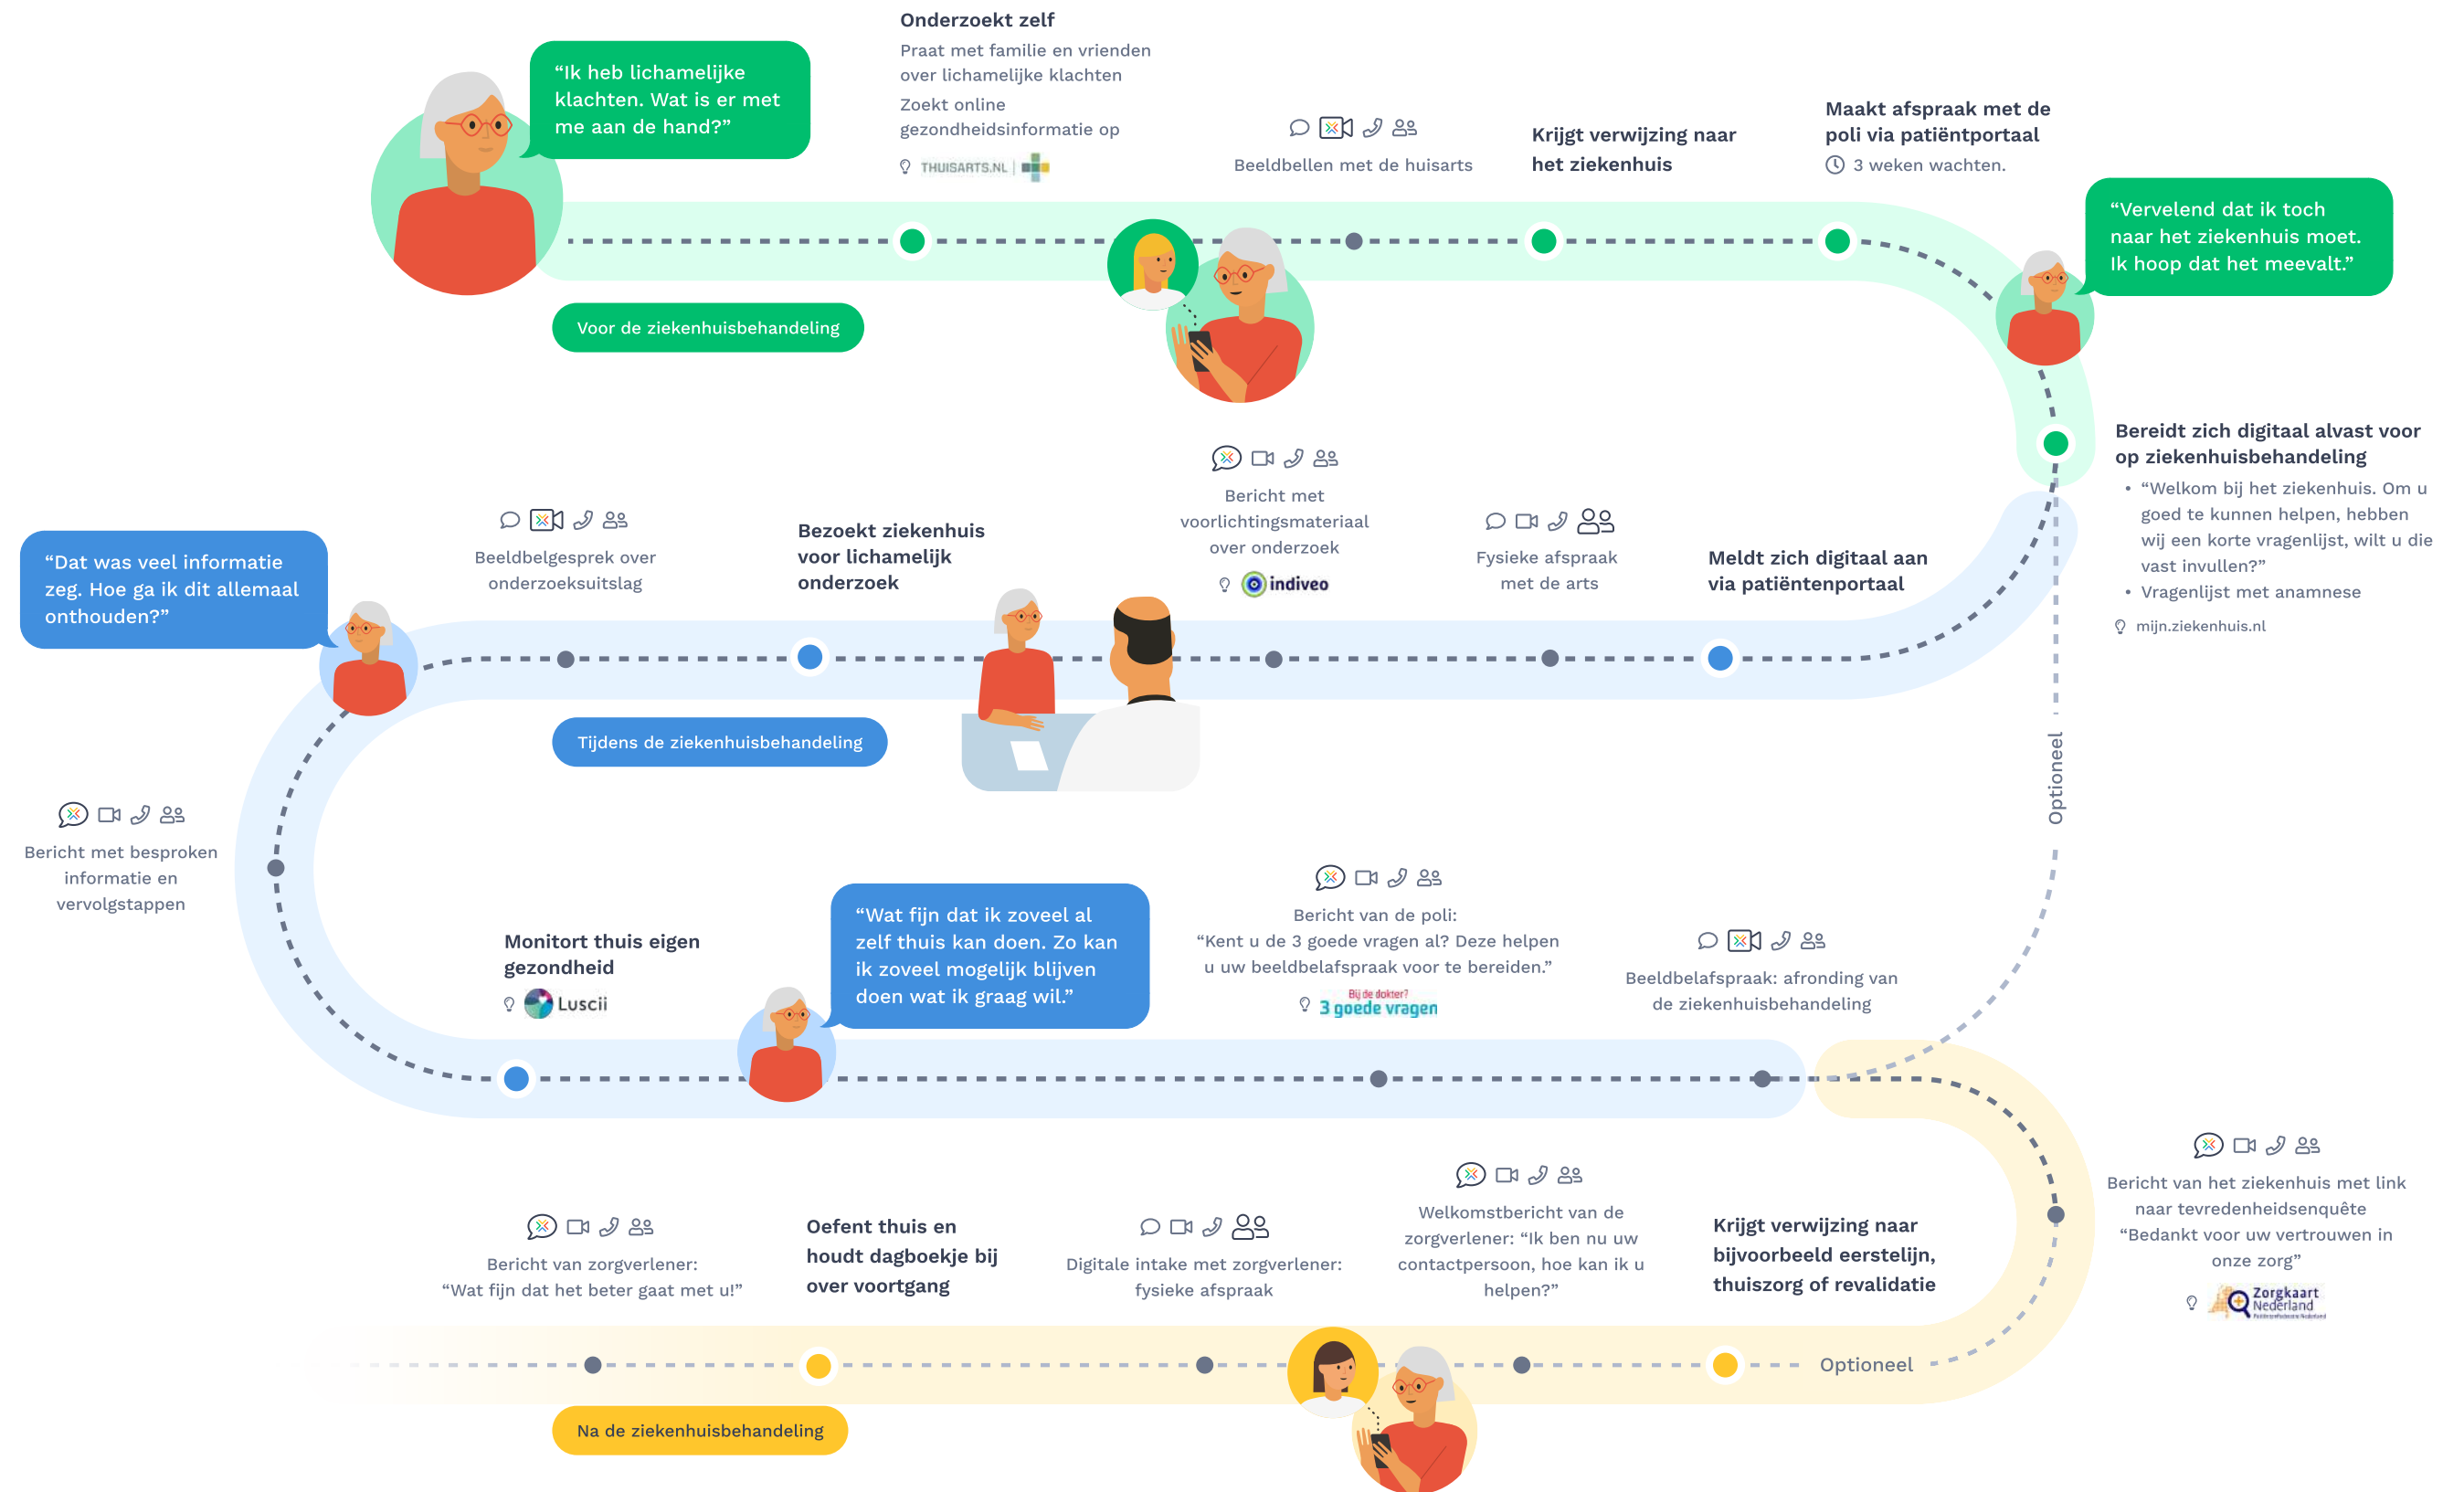 “Ik heb lichamelijke
klachten. Wat is er met
me aan de hand?”
Onderzoekt zelf
Praat met familie en vrienden
over lichamelijke klachten
Zoekt online
gezondheidsinformatie op
THUISARTS.NL
Beeldbellen met de huisarts
Krijgt verwijzing naar
het ziekenhuis
Maakt afspraak met de
poli via patiëntportaal
3 weken wachten.
“Vervelend dat ik toch
naar het ziekenhuis moet.
Ik hoop dat het meevalt.”
Voor de ziekenhuisbehandeling
Bereidt zich digitaal alvast voor
op ziekenhuisbehandeling
• “Welkom bij het ziekenhuis. Om u
goed te kunnen helpen, hebben
wij een korte vragenlijst, wilt u die
vast invullen?”
• Vragenlijst met anamnese
mijn.ziekenhuis.nl
Optioneel
Meldt zich digitaal aan
via patiëntenportaal
Fysieke afspraak
met de arts
Bericht met
voorlichtingsmateriaal
over onderzoek
indiveo
Bezoekt ziekenhuis
voor lichamelijk
onderzoek
Beeldbelgesprek over
onderzoeksuitslag
“Dat was veel informatie
zeg. Hoe ga ik dit allemaal
onthouden?”
Tijdens de ziekenhuisbehandeling
Bericht met besproken
informatie en
vervolgstappen
Monitort thuis eigen
gezondheid
Luscii
“Wat fijn dat ik zoveel al
zelf thuis kan doen. Zo kan
ik zoveel mogelijk blijven
doen wat ik graag wil.”
Bericht van de poli:
“Kent u de 3 goede vragen al? Deze helpen
u uw beeldbelafspraak voor te bereiden.”
Bij de dokter?
3 goede vragen
Beeldbelafspraak: afronding van
de ziekenhuisbehandeling
Bericht van het ziekenhuis met link
naar tevredenheidsenquête
“Bedankt voor uw vertrouwen in
onze zorg”
Zorgkaart
Nederland
Optioneel
Krijgt verwijzing naar
bijvoorbeeld eerstelijn,
thuiszorg of revalidatie
Welkomstbericht van de
zorgverlener: “Ik ben nu uw
contactpersoon, hoe kan ik u
helpen?”
Digitale intake met zorgverlener:
fysieke afspraak
Oefent thuis en
houdt dagboekje bij
over voortgang
Bericht van zorgverlener:
“Wat fijn dat het beter gaat met u!”
Na de ziekenhuisbehandeling